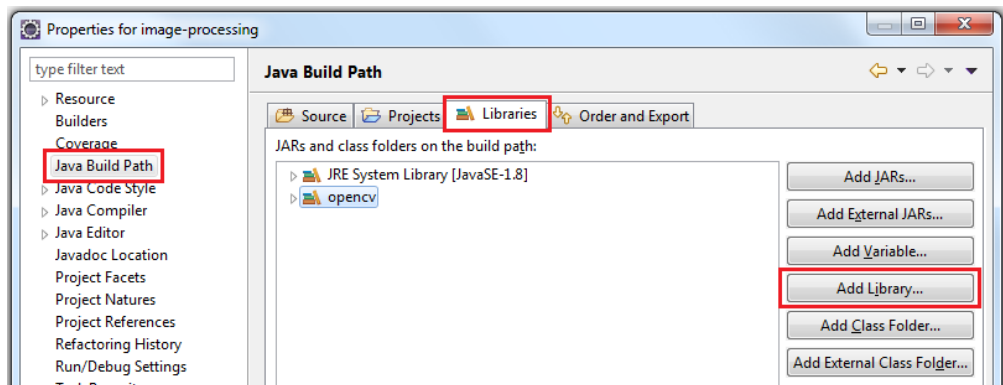 Properties for image-processing
type filter text
Resource
Builders
Coverage
Java Build Path
Java Code Style
Java Compiler
Java Editor
Javadoc Location
Project Facets
Project Natures
Project References
Refactoring History
Run/Debug Settings
Java Build Path
Source Projects Libraries Order and Export
JARs and class folders on the build path:
JRE System Library [JavaSE-1.8]
opencv
Add JARs...
Add External JARs...
Add Variable...
Add Library...
Add Class Folder...
Add External Class Folder...